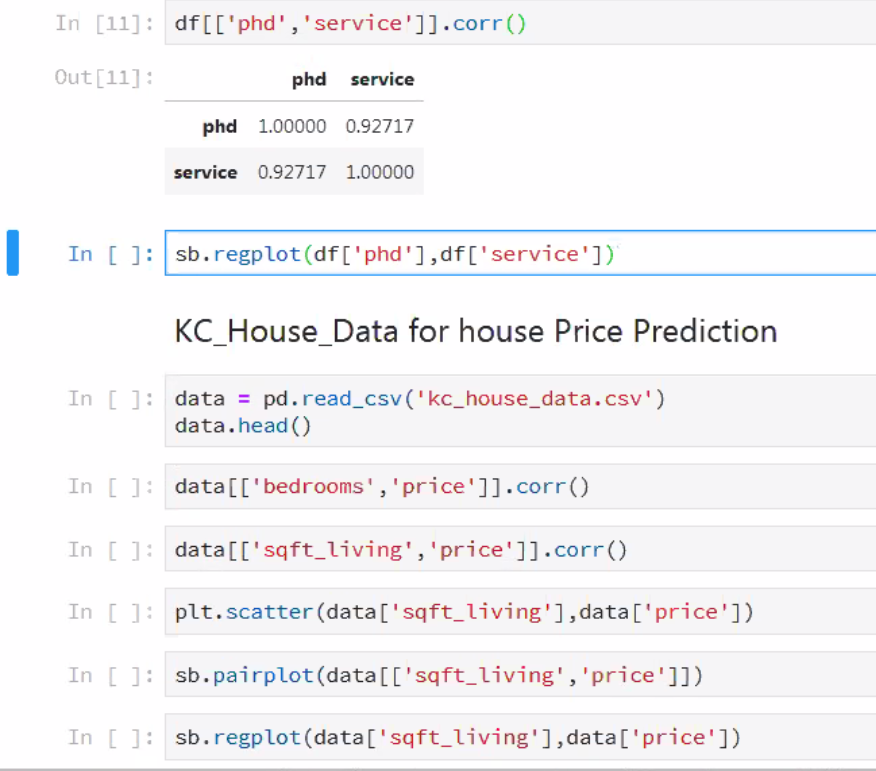 In [11]: df[['phd','service']].corr()
Out[11]:
phd service
phd 1.00000 0.92717
service 0.92717 1.00000
In [ ]: sb.regplot(df['phd'],df['service'])
KC_House_Data for house Price Prediction
In [ ]: data = pd.read_csv('kc_house_data.csv')
data.head()
In [ ]: data[['bedrooms','price']].corr()
In [ ]: data[['sqft_living','price']].corr()
In [ ]: plt.scatter(data['sqft_living'],data['price'])
In [ ]: sb.pairplot(data[['sqft_living','price']])
In [ ]: sb.regplot(data['sqft_living'],data['price'])